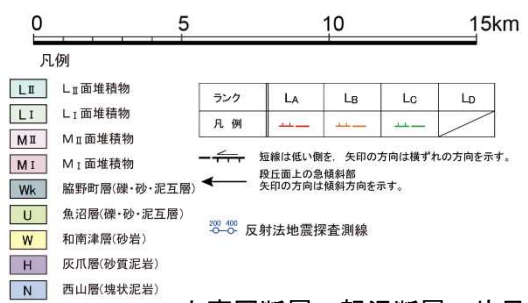 0 5 10 15km
凡例
LⅡ LⅡ面堆積物
LⅠ LⅠ面堆積物
MⅡ MⅡ面堆積物
MⅠ MⅠ面堆積物
Wk 脇野町層(礫・砂・泥互層)
U 魚沼層(礫・砂・泥互層)
W 和南津層(砂岩)
H 灰爪層(砂質泥岩)
N 西山層(塊状泥岩)
ランク LA LB LC LD
凡例
短線は低い側を, 矢印の方向は横ずれの方向を示す。
段丘面上の急傾斜部
矢印の方向は傾斜方向を示す。
200 400
反射法地震探査測線